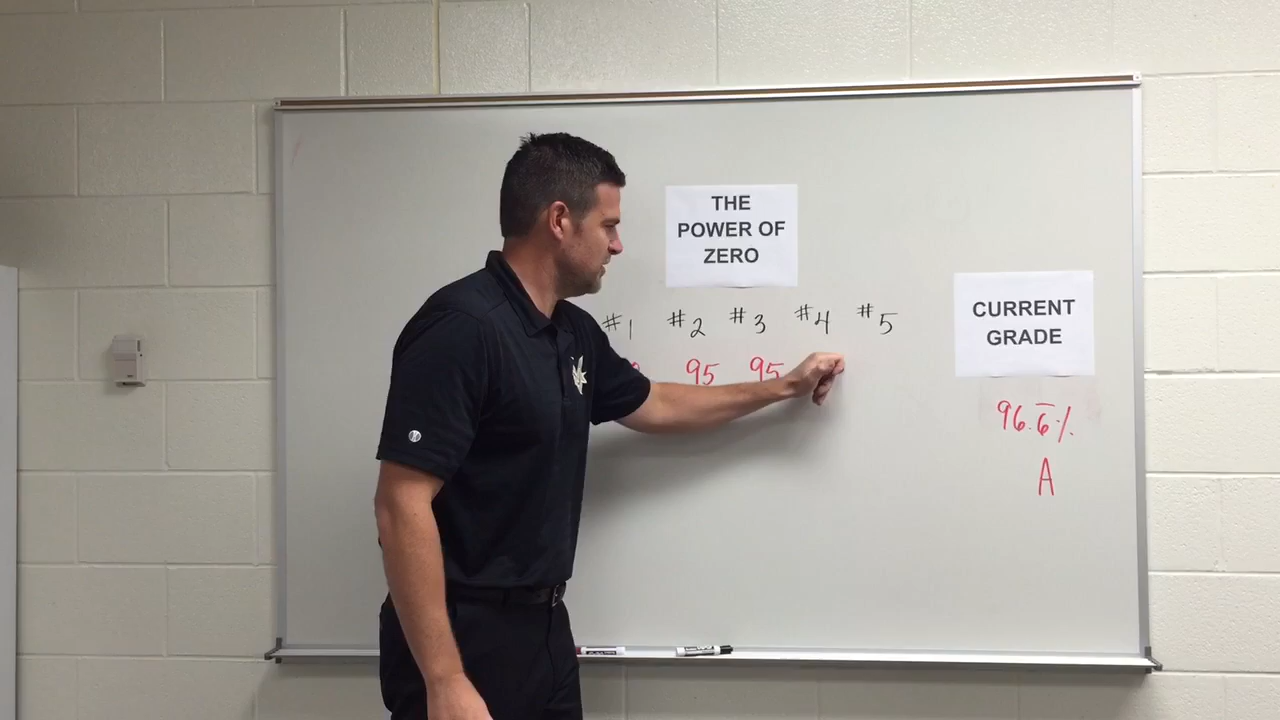 THE
POWER OF
ZERO
#1 #2 #3 #4 #5
95 95
CURRENT
GRADE
96.6̅%
A